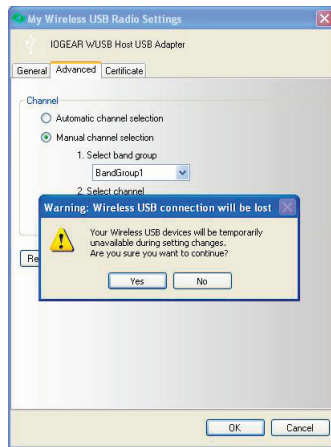 My Wireless USB Radio Settings
IOGEAR WUSB Host USB Adapter
General Advanced Certificate
Channel
Automatic channel selection
Manual channel selection
1. Select band group
BandGroup1
2. Select channel
Warning: Wireless USB connection will be lost
Your Wireless USB devices will be temporarily
unavailable during setting changes.
Are you sure you want to continue?
Re
Yes No
OK Cancel